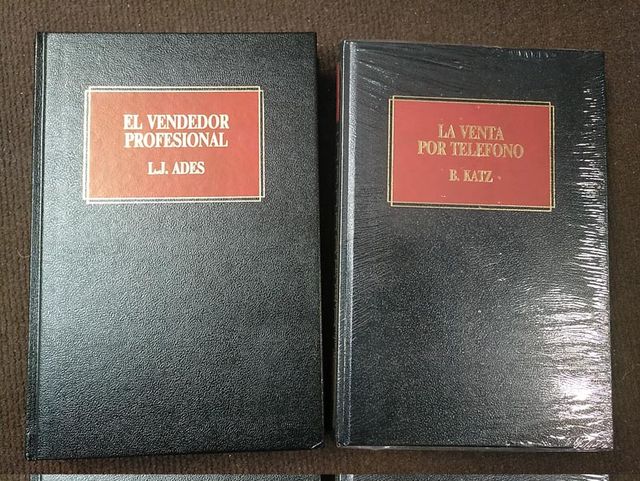 EL VENDEDOR
PROFESIONAL
L.J. ADES
LA VENTA
POR TELEFONO
B. KATZ